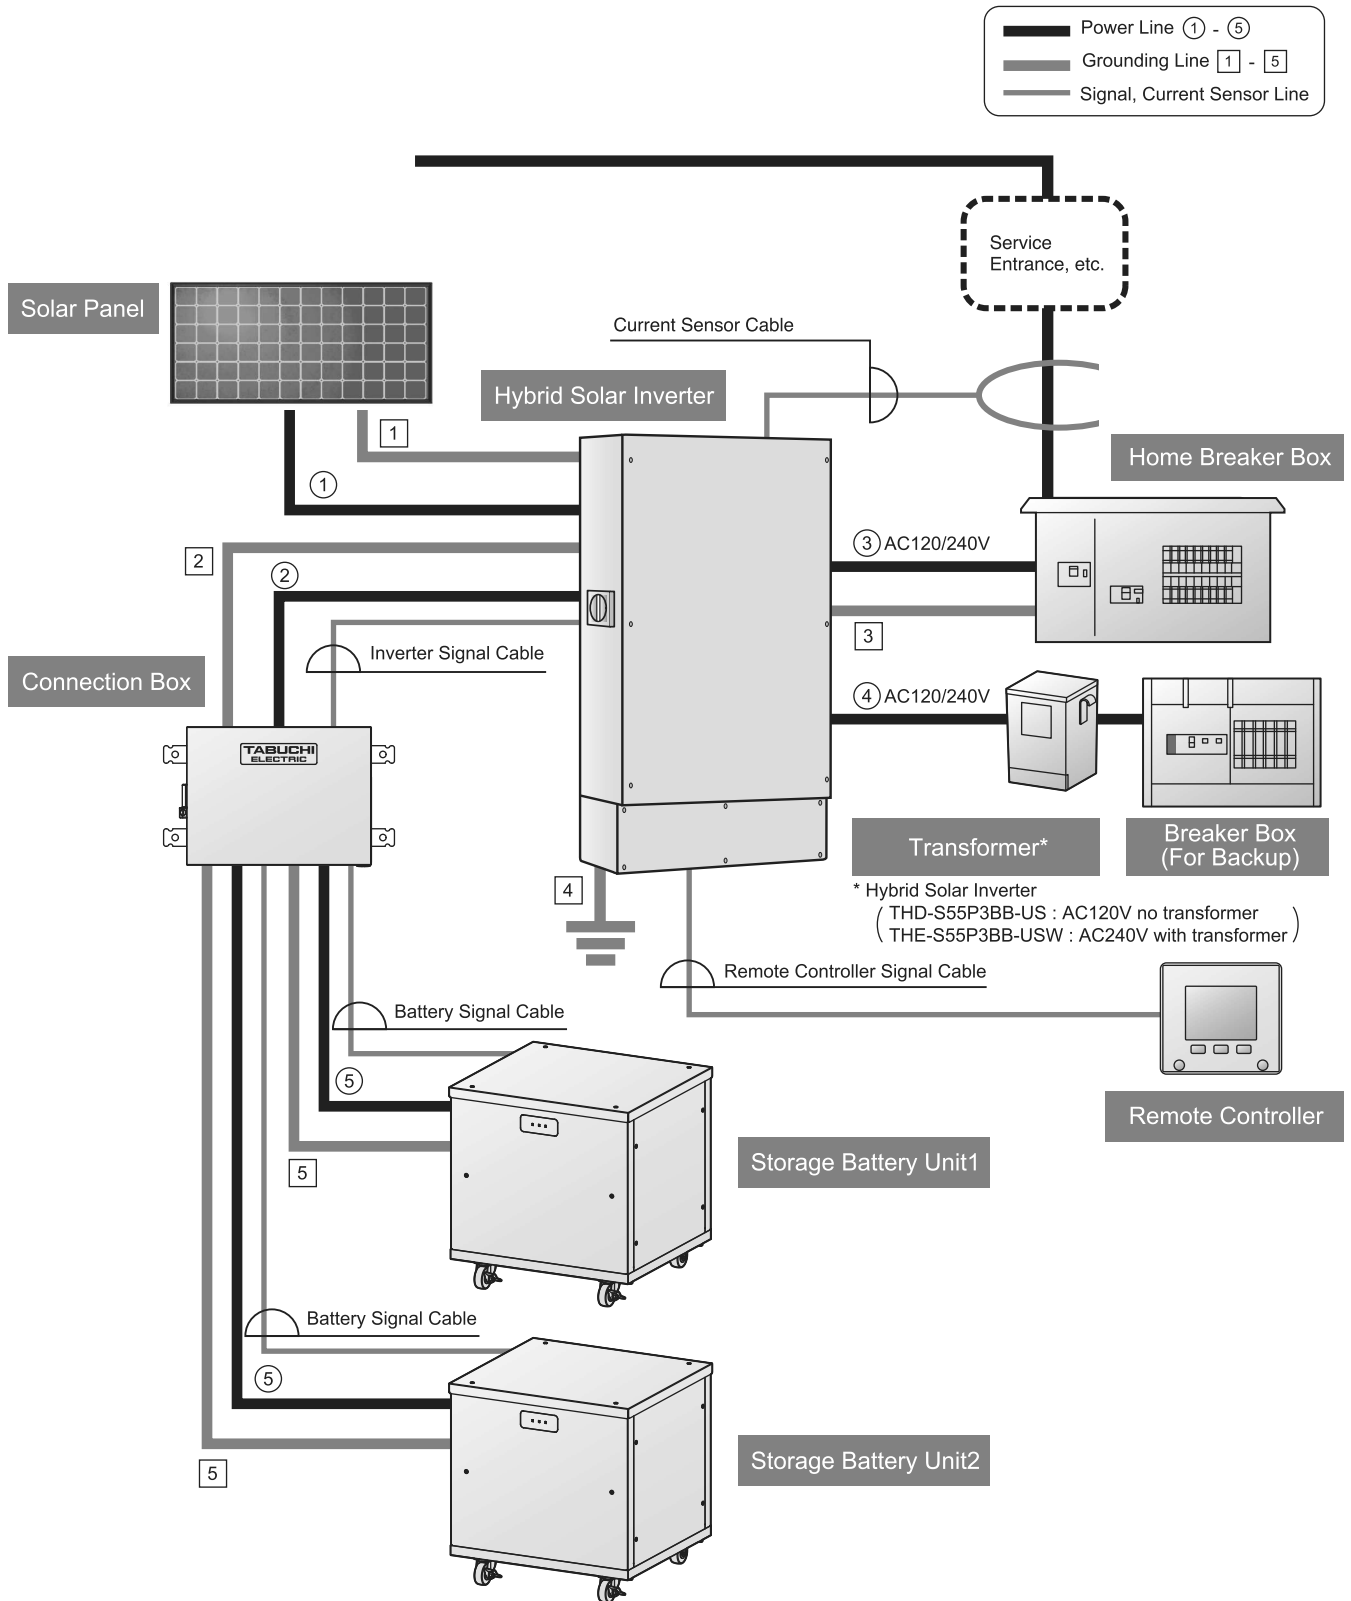 Power Line ① - ⑤
Grounding Line 1 - 5
Signal, Current Sensor Line
Service
Entrance, etc.
Solar Panel
Current Sensor Cable
Hybrid Solar Inverter
1
Home Breaker Box
①
③ AC120/240V
2
②
3
Inverter Signal Cable
Connection Box
④ AC120/240V
TABUCHI
ELECTRIC
Transformer*
Breaker Box
(For Backup)
4
* Hybrid Solar Inverter
( THD-S55P3BB-US : AC120V no transformer
THE-S55P3BB-USW : AC240V with transformer )
Remote Controller Signal Cable
Battery Signal Cable
⑤
Remote Controller
5
Storage Battery Unit1
Battery Signal Cable
⑤
5
Storage Battery Unit2